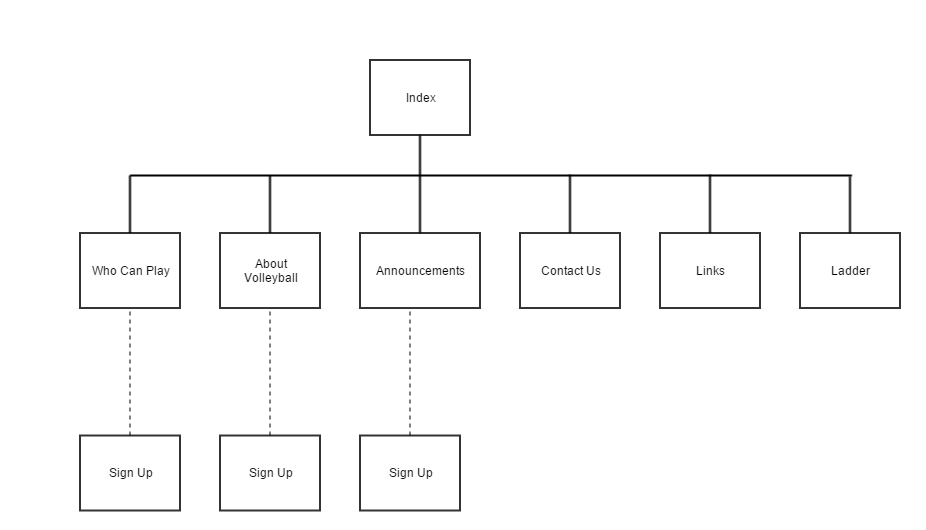 Index
Who Can Play
About
Volleyball
Announcements
Contact Us
Links
Ladder
Sign Up
Sign Up
Sign Up